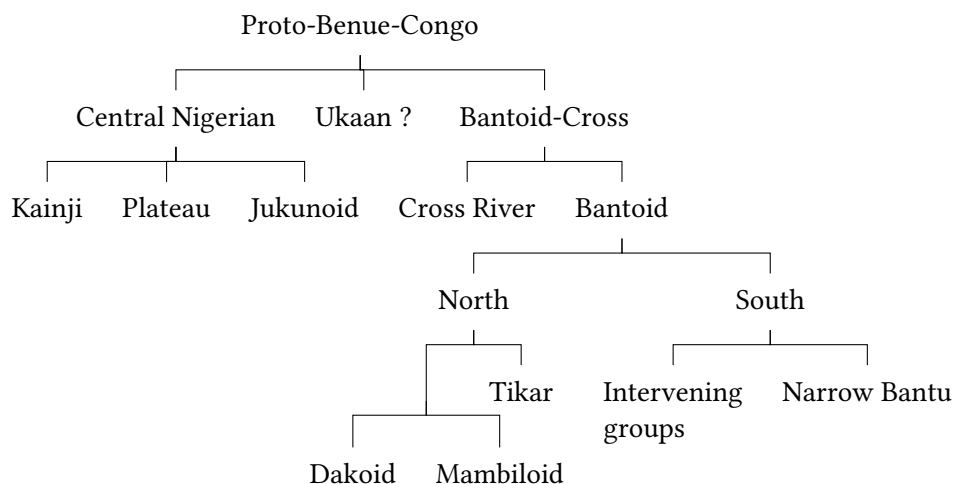 Proto-Benue-Congo
Central Nigerian Ukaan ? Bantoid-Cross
Kainji Plateau Jukunoid Cross River Bantoid
North South
Tikar Intervening groups Narrow Bantu
Dakoid Mambiloid